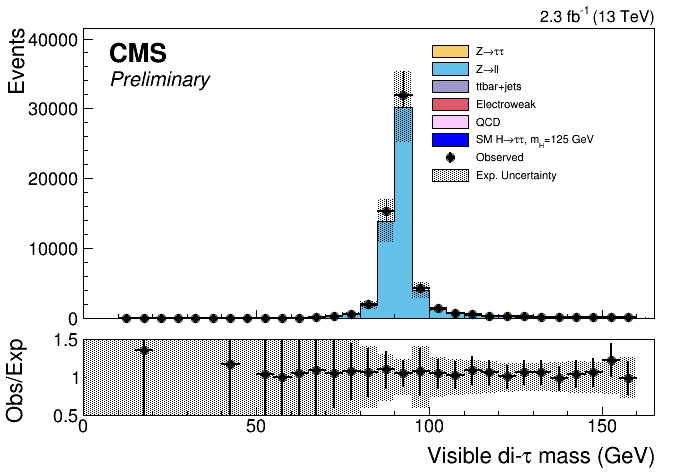 2.3 fb⁻¹ (13 TeV)
Events
CMS
Preliminary
Z→ττ
Z→ll
ttbar+jets
Electroweak
QCD
SM H→ττ, m_H=125 GeV
Observed
Exp. Uncertainty
40000
30000
20000
10000
0
Obs/Exp
1.5
1
0.5
0 50 100 150
Visible di-τ mass (GeV)